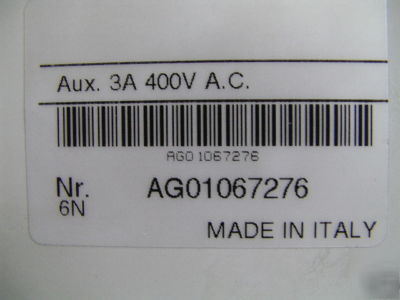 Aux. 3A 400V A.C.
AG01067276
Nr. AG01067276
6N
MADE IN ITALY